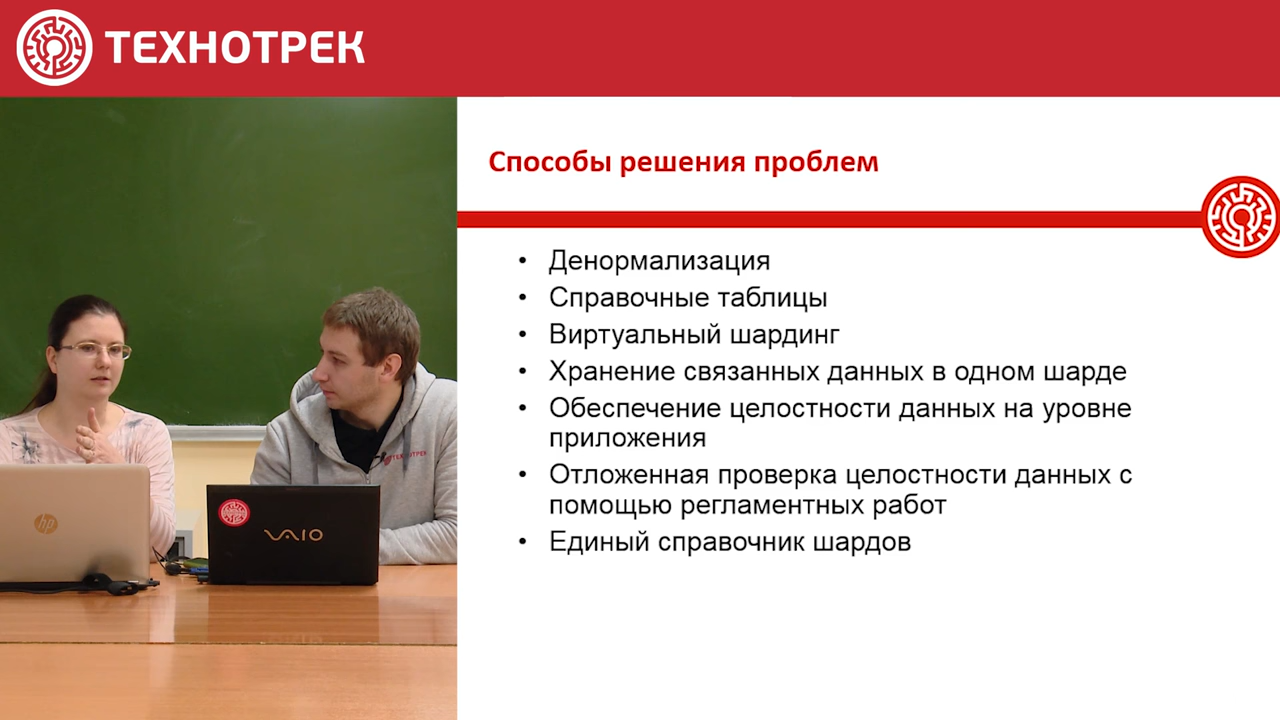 ТЕХНОТРЕК
Способы решения проблем
• Денормализация
• Справочные таблицы
• Виртуальный шардинг
• Хранение связанных данных в одном шарде
• Обеспечение целостности данных на уровне
приложения
• Отложенная проверка целостности данных с
помощью регламентных работ
• Единый справочник шардов
ТЕХНОТРЕК
hp
VAIO